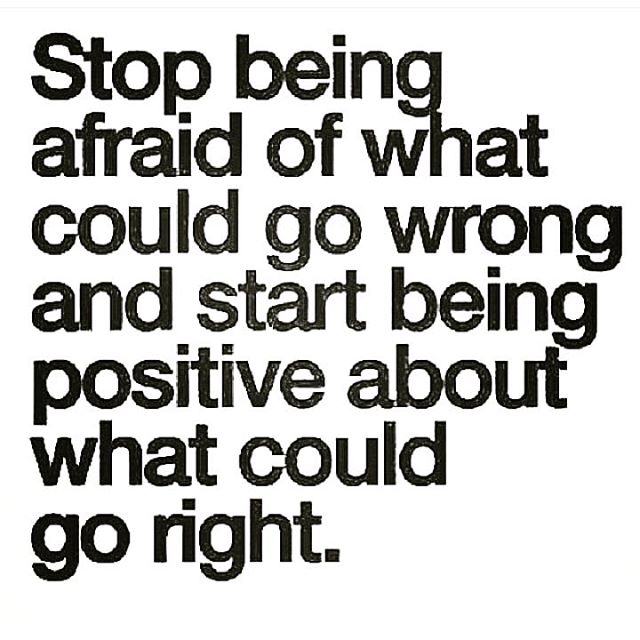 Stop being
afraid of what
could go wrong
and start being
positive about
what could
go right.